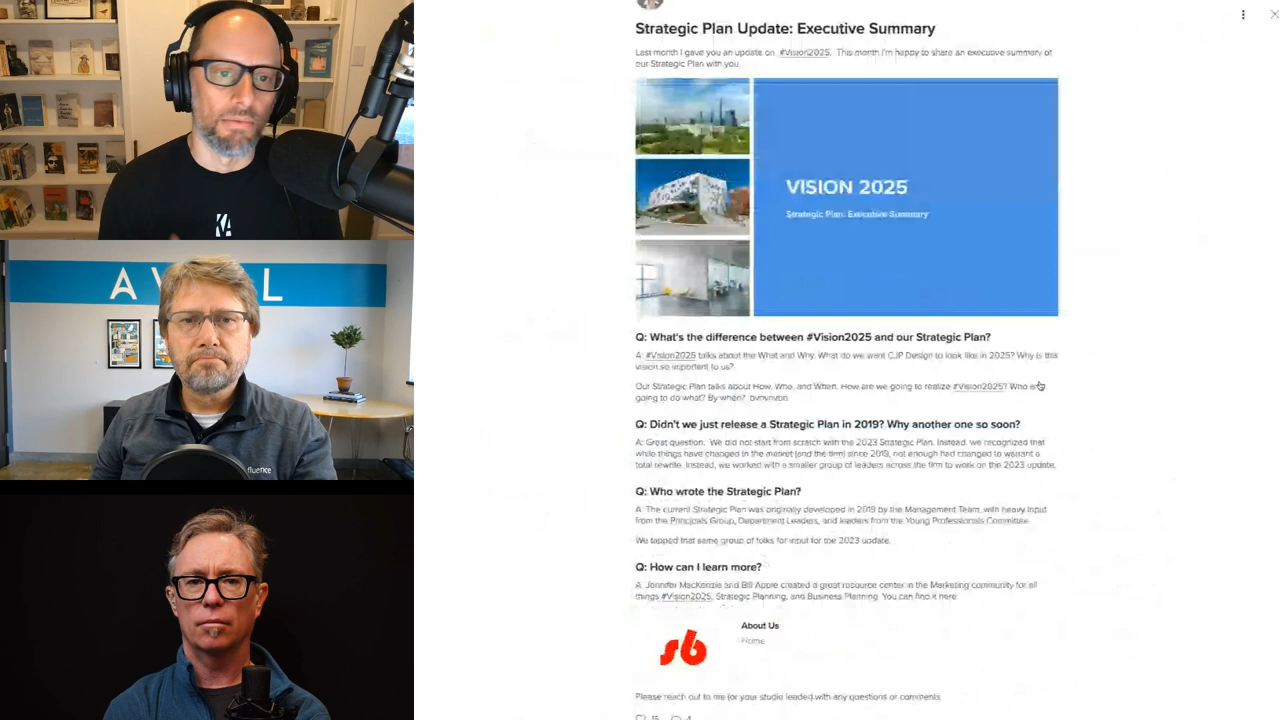 Strategic Plan Update: Executive Summary
Last month I gave you an update on #Vision2025. This month I'm happy to share an executive summary of
our Strategic Plan with you.
VISION 2025
Strategic Plan: Executive Summary
Q: What's the difference between #Vision2025 and our Strategic Plan?
A: #Vision2025 talks about the What and Why. What do we want CJP Design to look like in 2025? Why is this
vision so important to us?
Our Strategic Plan talks about How, Who, and When. How are we going to realize #Vision2025? Who is
going to do what? By when?
Q: Didn't we just release a Strategic Plan in 2019? Why another one so soon?
A: Great question. We did not start from scratch with the 2023 Strategic Plan. Instead, we recognized that
while things have changed in the market (and the firm) since 2019, not enough had changed to warrant a
total rewrite. Instead, we worked with a smaller group of leaders across the firm to work on the 2023 update.
Q: Who wrote the Strategic Plan?
A: The current Strategic Plan was originally developed in 2019 by the Management Team, with heavy input
from the Principals Group, Department Leaders, and leaders from the Young Professionals Committee.
We tapped that same group of folks for input for the 2023 update.
Q: How can I learn more?
A: Jennifer MacKenzie and Bill Apple created a great resource center in the Marketing community for all
things #Vision2025, Strategic Planning, and Business Planning. You can find it here
sb
About Us
Home
Please reach out to me (or your studio leader) with any questions or comments.
15 4
KA
AV L
fluence